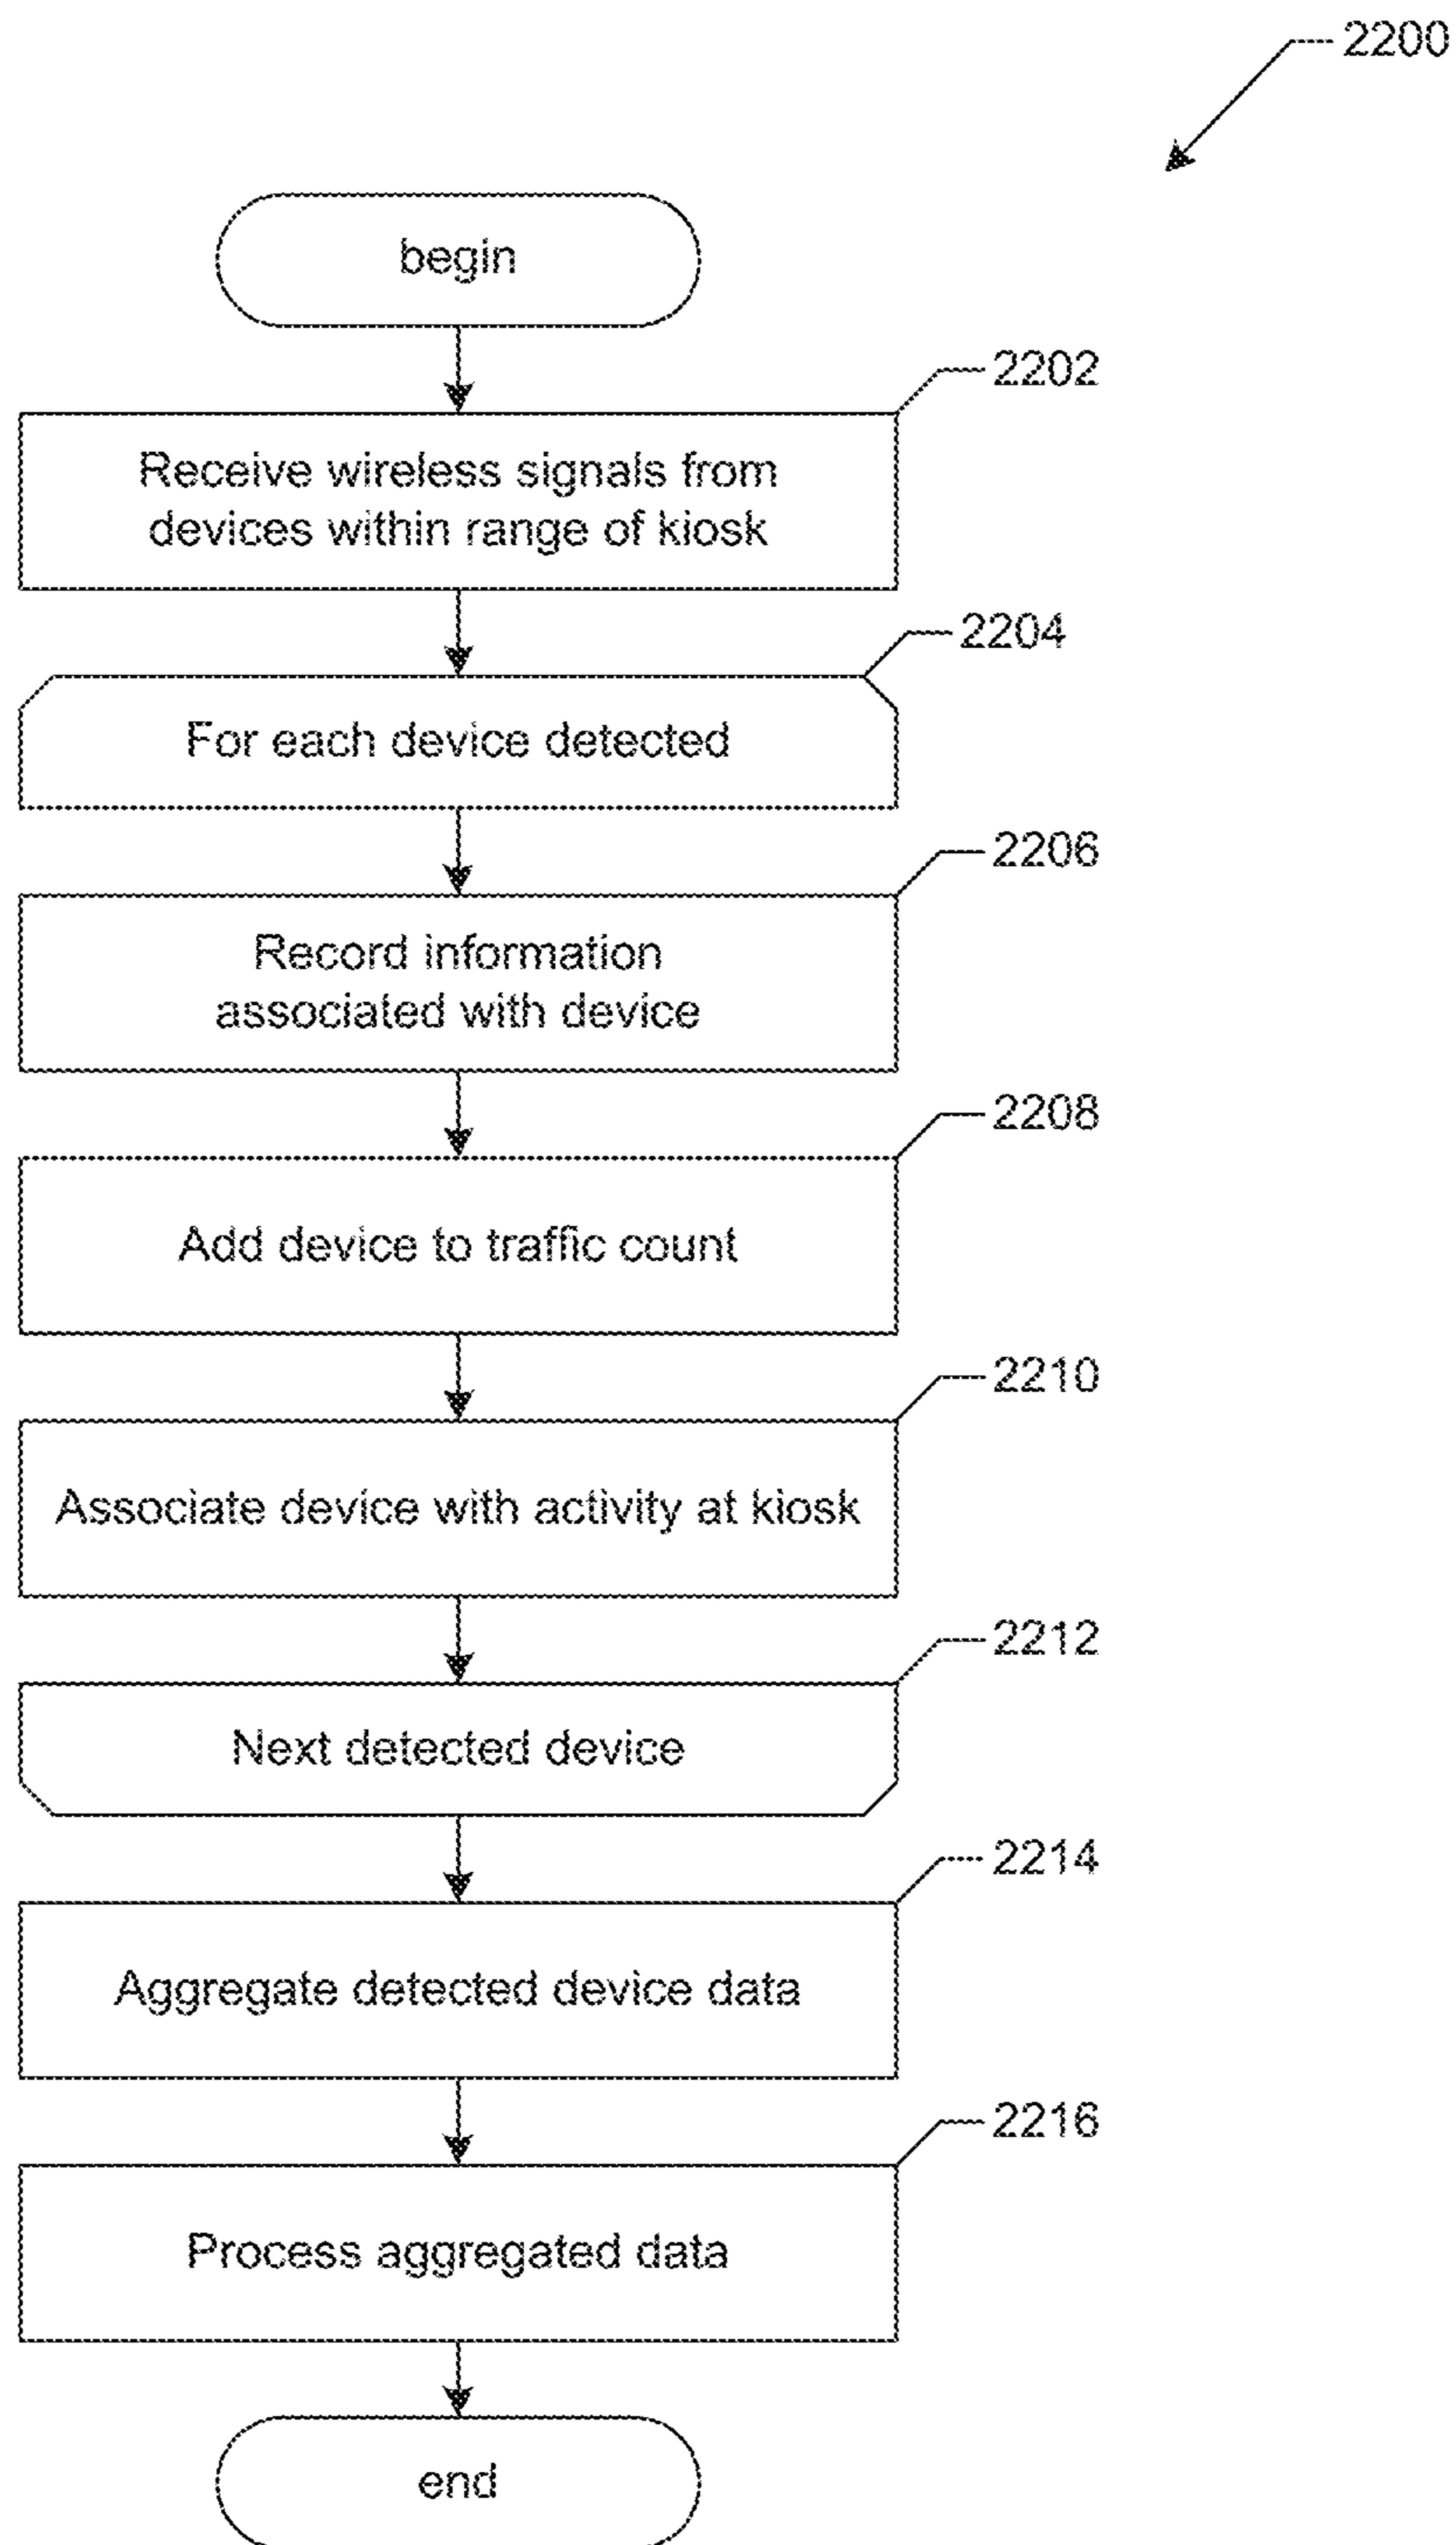 2200
begin
2202
Receive wireless signals from
devices within range of kiosk
2204
For each device detected
2206
Record information
associated with device
2208
Add device to traffic count
2210
Associate device with activity at kiosk
2212
Next detected device
2214
Aggregate detected device data
2216
Process aggregated data
end